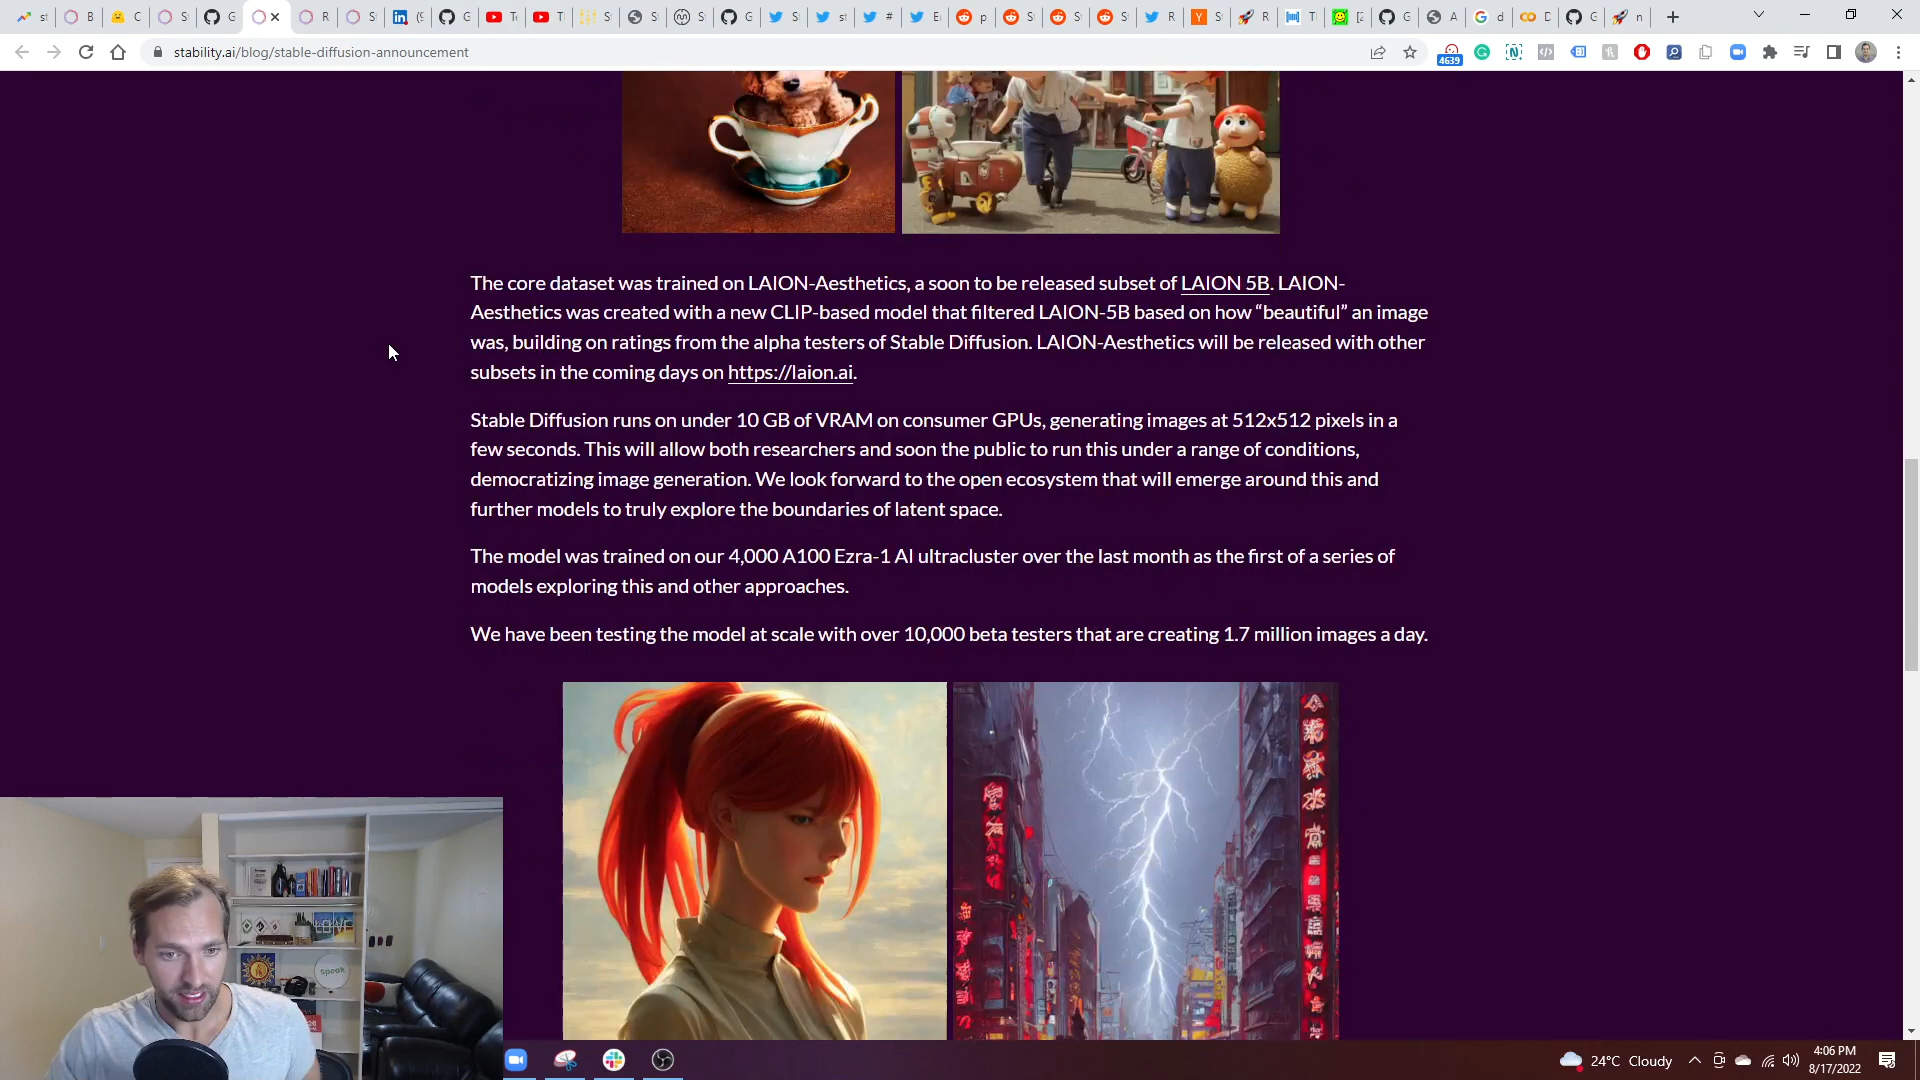 st
B
C
S
G
R
S
(9
G
T
T
S
S
S
G
S
st
#
E
p
S
S
S
R
S
R
T
[2
G
A
d
D
G
n
stability.ai/blog/stable-diffusion-announcement
4639
The core dataset was trained on LAION-Aesthetics, a soon to be released subset of LAION 5B. LAION-
Aesthetics was created with a new CLIP-based model that filtered LAION-5B based on how “beautiful” an image
was, building on ratings from the alpha testers of Stable Diffusion. LAION-Aesthetics will be released with other
subsets in the coming days on https://laion.ai.
Stable Diffusion runs on under 10 GB of VRAM on consumer GPUs, generating images at 512x512 pixels in a
few seconds. This will allow both researchers and soon the public to run this under a range of conditions,
democratizing image generation. We look forward to the open ecosystem that will emerge around this and
further models to truly explore the boundaries of latent space.
The model was trained on our 4,000 A100 Ezra-1 AI ultracluster over the last month as the first of a series of
models exploring this and other approaches.
We have been testing the model at scale with over 10,000 beta testers that are creating 1.7 million images a day.
Speak
24°C Cloudy
4:06 PM
8/17/2022